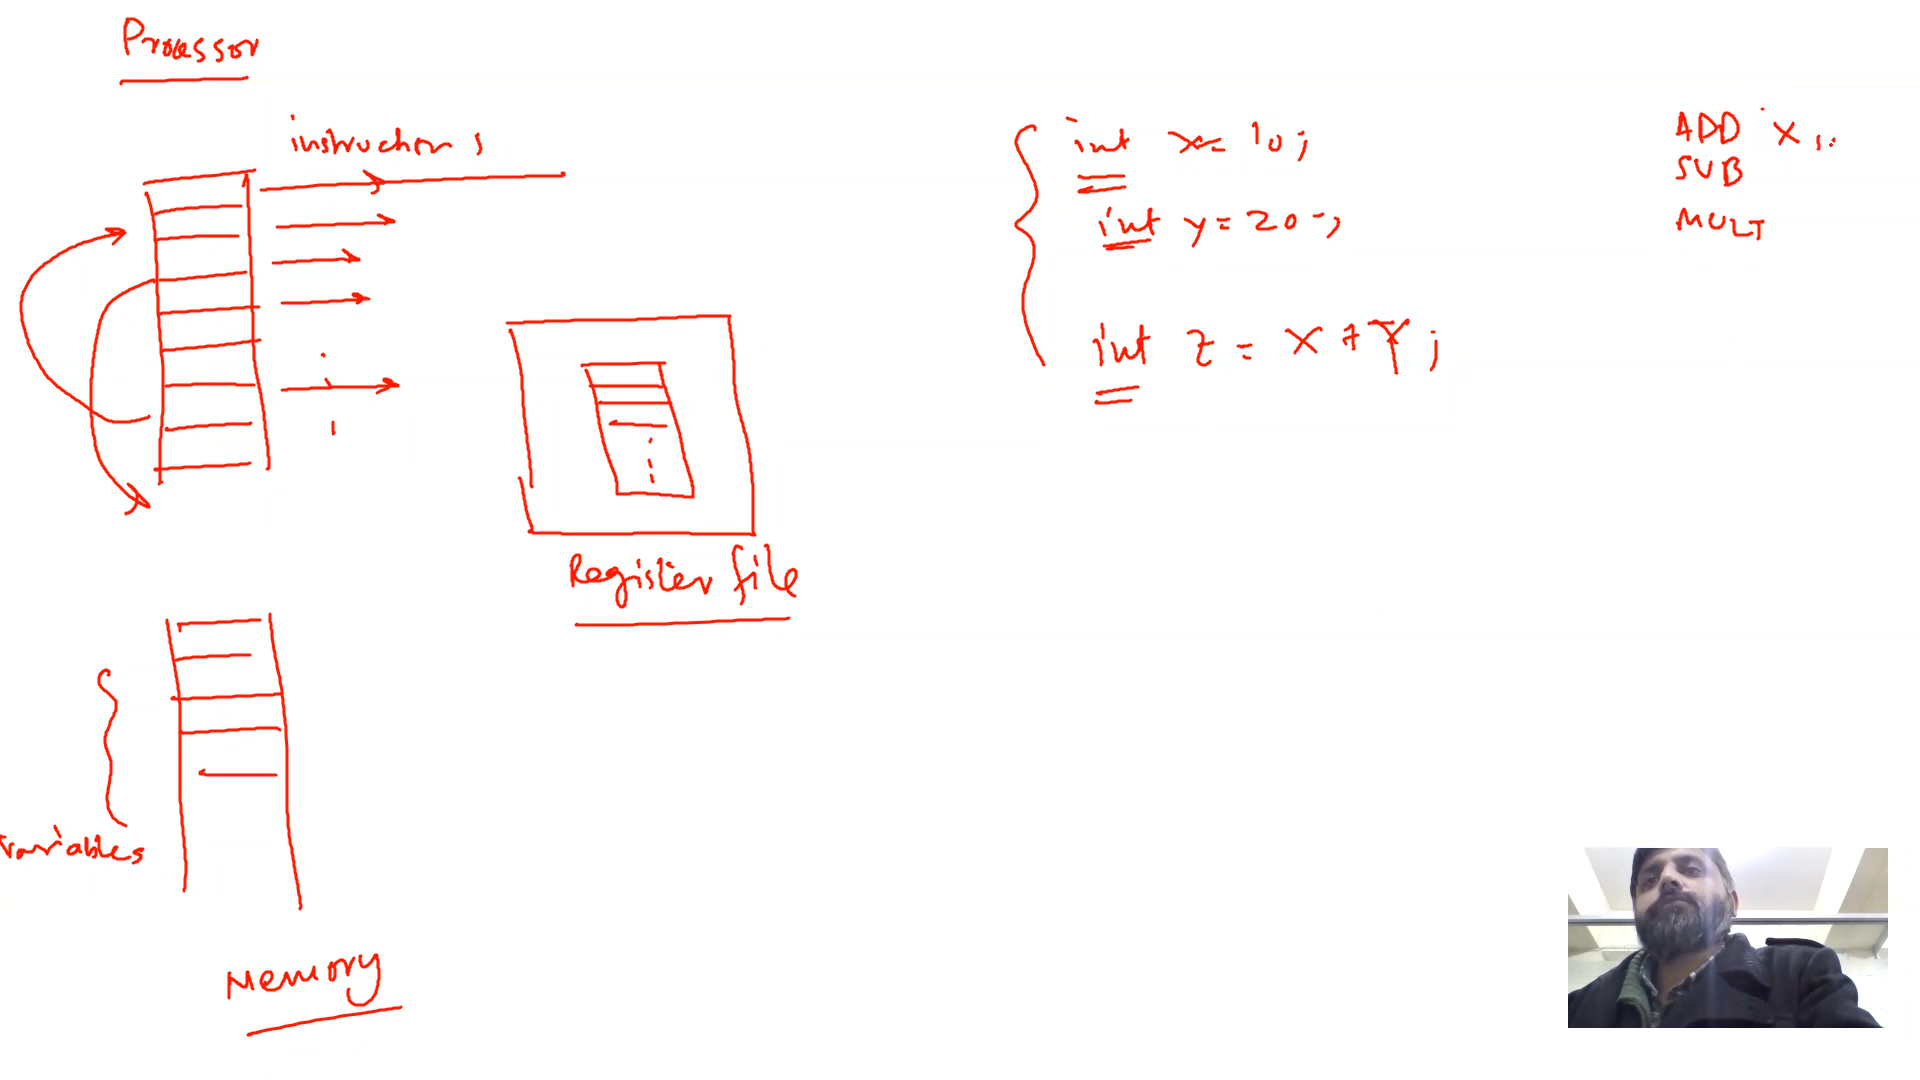 Processor
instructions
int x = 10;
int y = 20;
int z = X + Y;
ADD X,
SUB
MULT
Register file
variables
Memory